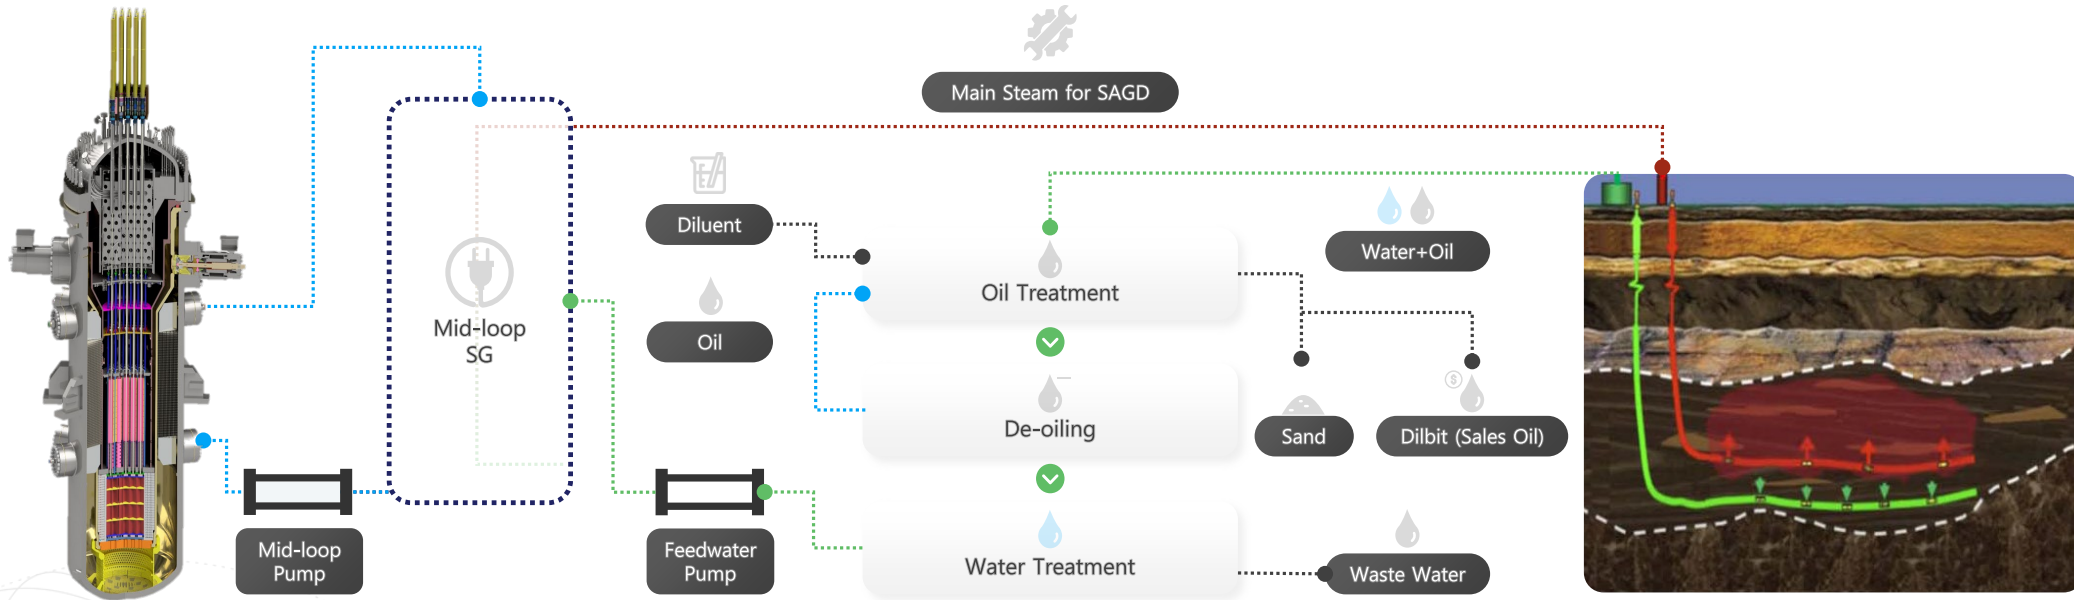 Main Steam for SAGD
Diluent
Water+Oil
Oil Treatment
Mid-loop
SG
Oil
De-oiling
Sand
Dilbit (Sales Oil)
Mid-loop
Pump
Feedwater
Pump
Water Treatment
Waste Water